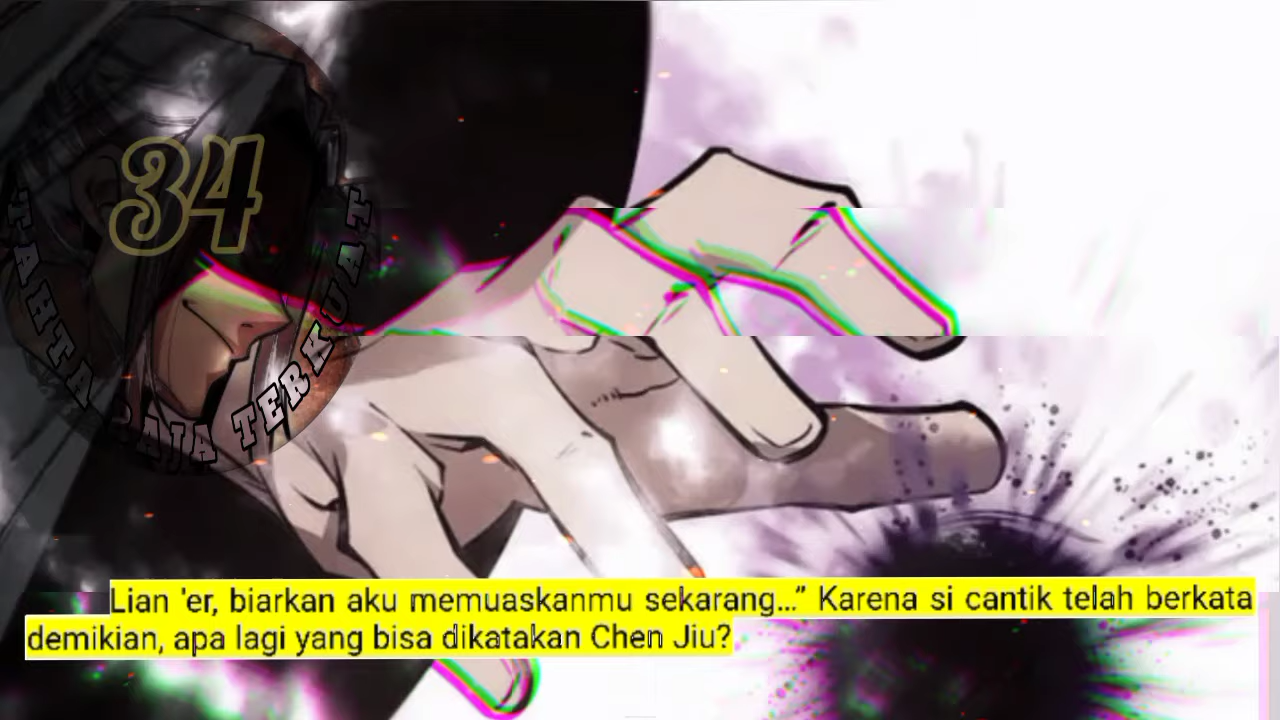 34
TAHTA RAJA TERKUAT
Lian 'er, biarkan aku memuaskanmu sekarang…” Karena si cantik telah berkata
demikian, apa lagi yang bisa dikatakan Chen Jiu?